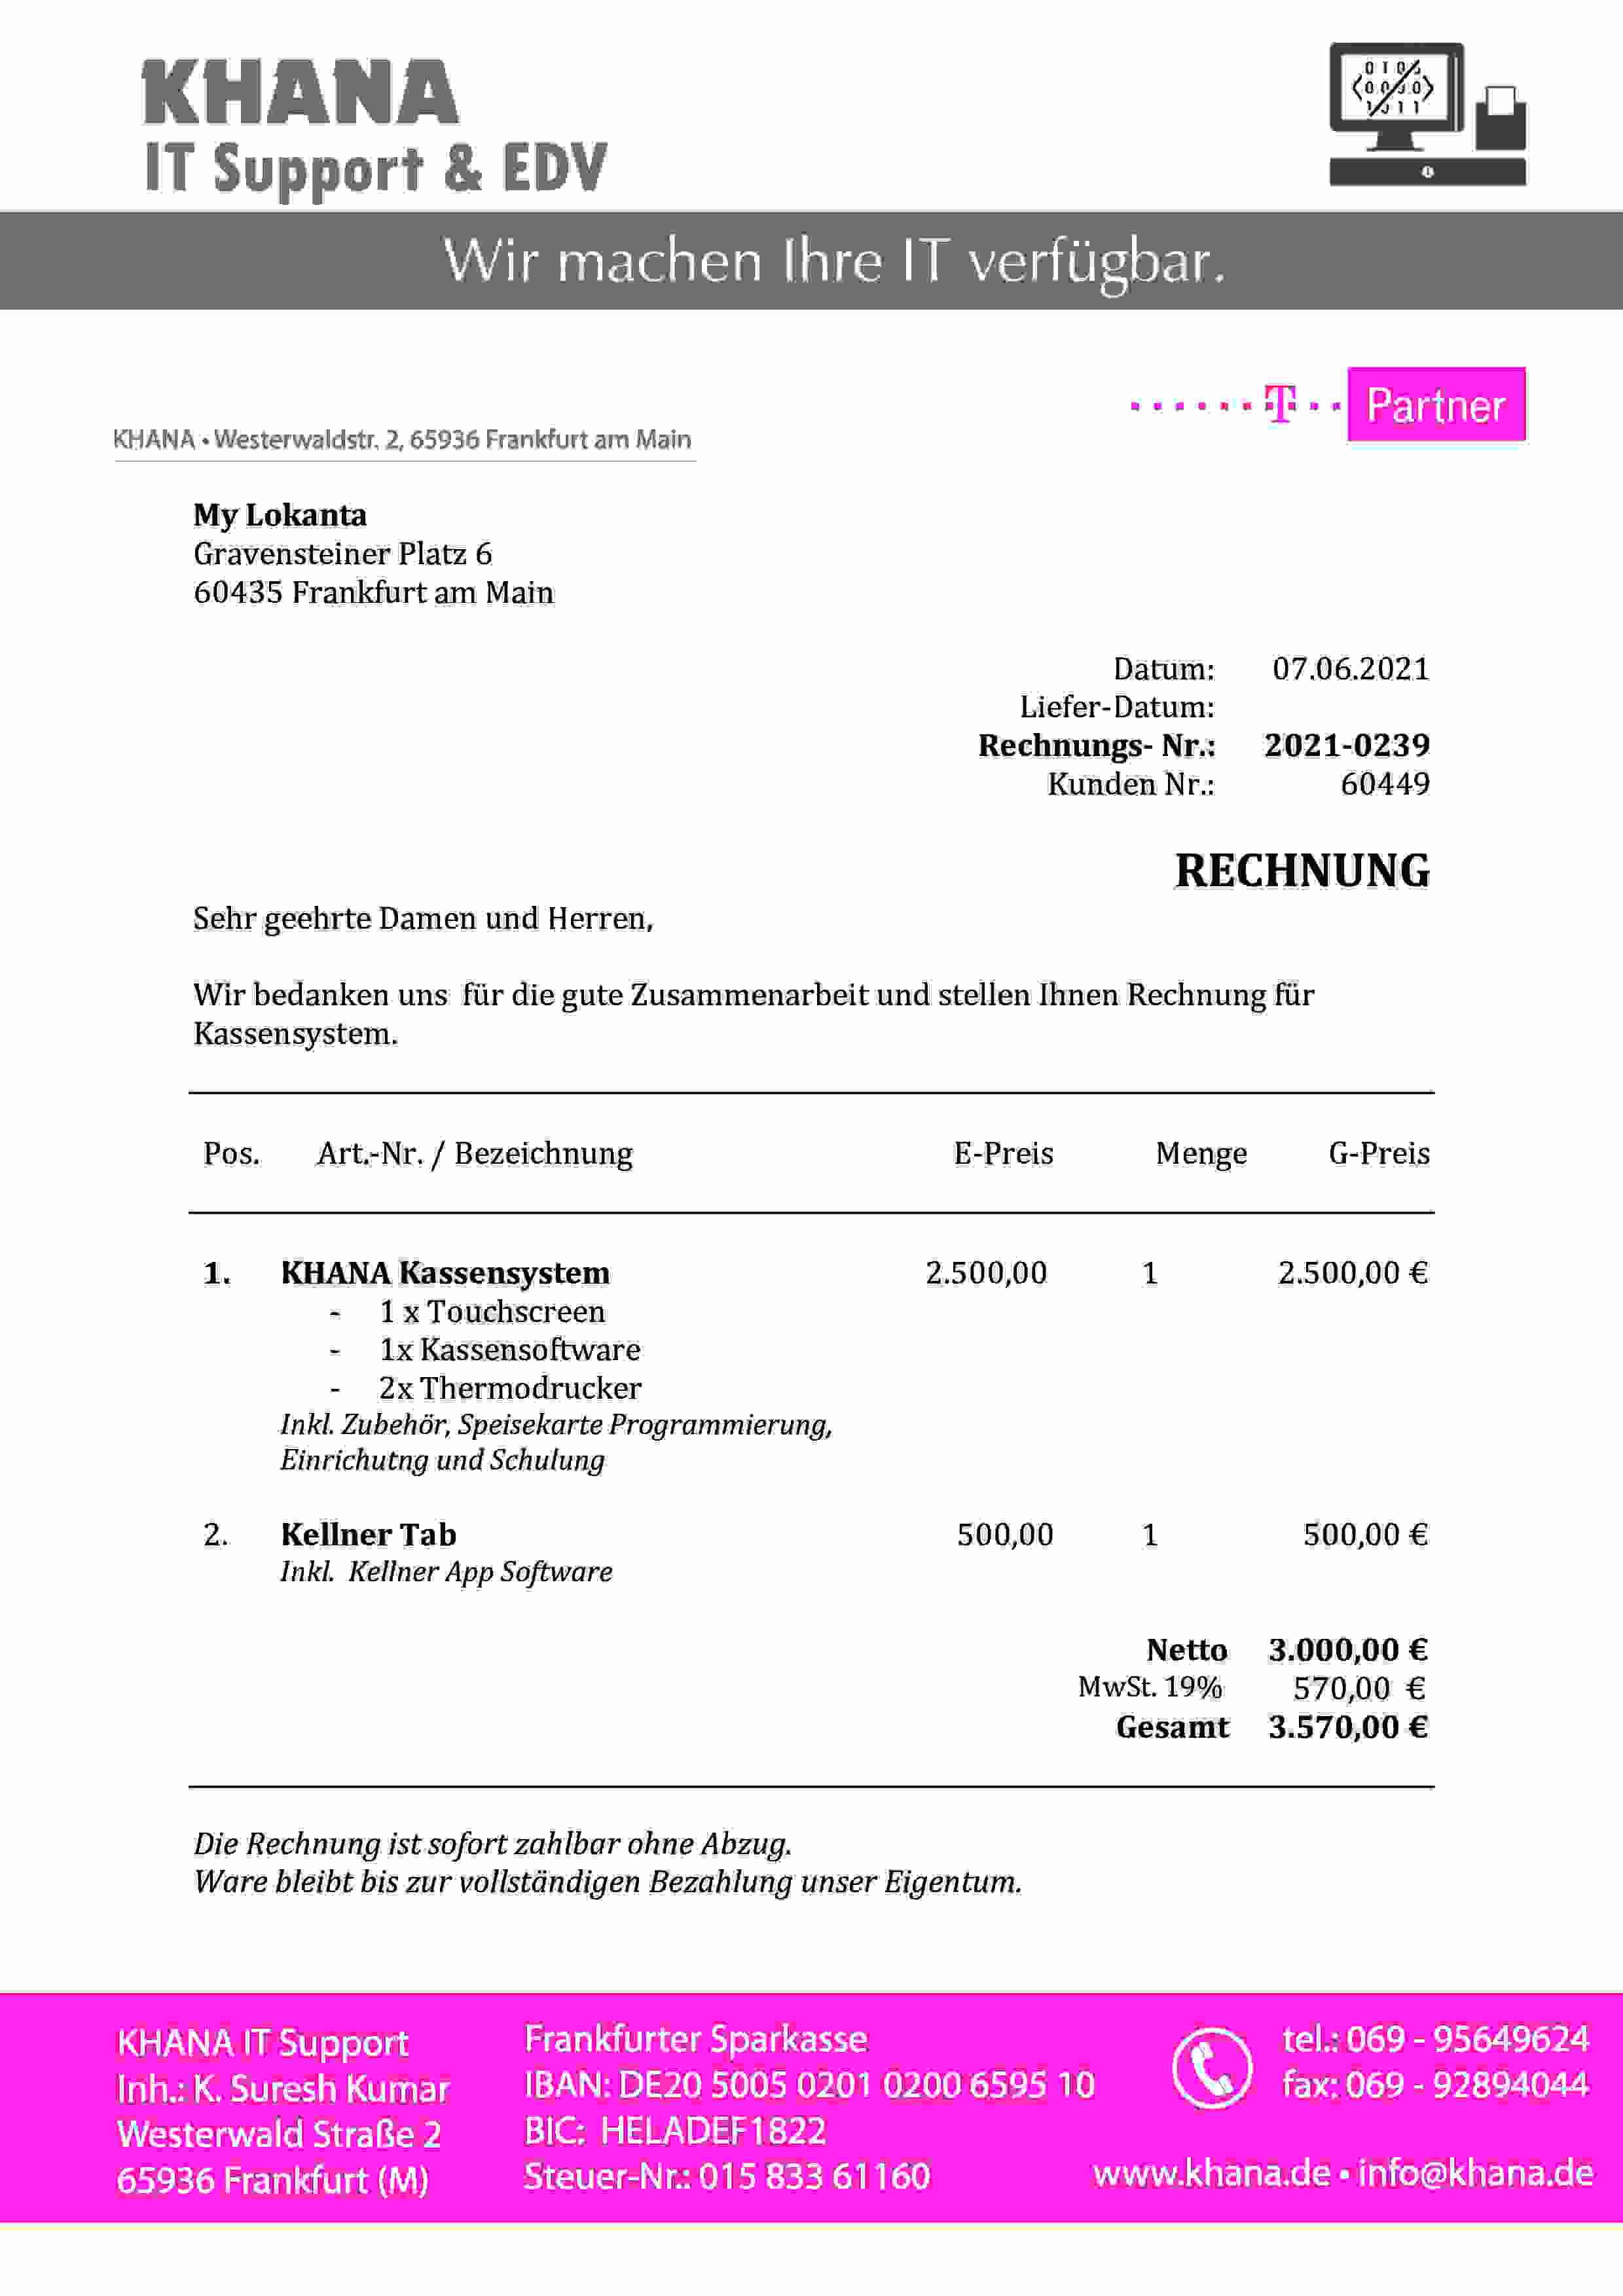 KHANA
IT Support & EDV
Wir machen Ihre IT verfügbar.
T Partner
KHANA • Westerwaldstr. 2, 65936 Frankfurt am Main
My Lokanta
Gravensteiner Platz 6
60435 Frankfurt am Main
Datum: 07.06.2021
Liefer-Datum:
Rechnungs- Nr.: 2021-0239
Kunden Nr.: 60449
RECHNUNG
Sehr geehrte Damen und Herren,
Wir bedanken uns für die gute Zusammenarbeit und stellen Ihnen Rechnung für
Kassensystem.
Pos. Art.-Nr. / Bezeichnung E-Preis Menge G-Preis
1. KHANA Kassensystem 2.500,00 1 2.500,00 €
- 1 x Touchscreen
- 1x Kassensoftware
- 2x Thermodrucker
Inkl. Zubehör, Speisekarte Programmierung,
Einrichutng und Schulung
2. Kellner Tab 500,00 1 500,00 €
Inkl. Kellner App Software
Netto 3.000,00 €
MwSt. 19% 570,00 €
Gesamt 3.570,00 €
Die Rechnung ist sofort zahlbar ohne Abzug.
Ware bleibt bis zur vollständigen Bezahlung unser Eigentum.
KHANA IT Support
Inh.: K. Suresh Kumar
Westerwald Straße 2
65936 Frankfurt (M)
Frankfurter Sparkasse
IBAN: DE20 5005 0201 0200 6595 10
BIC: HELADEF1822
Steuer-Nr.: 015 833 61160
tel.: 069 - 95649624
fax: 069 - 92894044
www.khana.de • info@khana.de